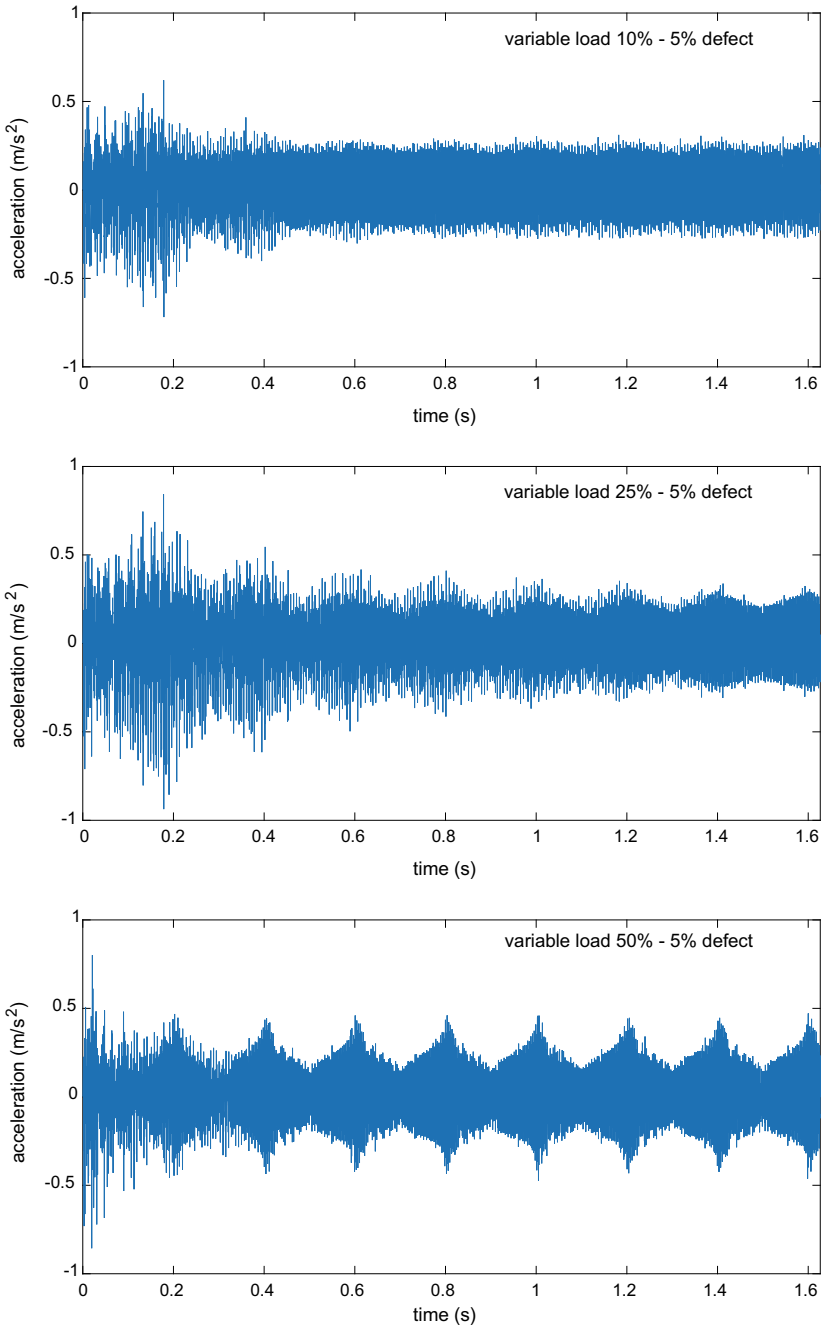 1
variable load 10% - 5% defect
0.5
0
-0.5
-1
acceleration (m/s²)
0 0.2 0.4 0.6 0.8 1 1.2 1.4 1.6
time (s)
1
variable load 25% - 5% defect
0.5
0
-0.5
-1
acceleration (m/s²)
0 0.2 0.4 0.6 0.8 1 1.2 1.4 1.6
time (s)
1
variable load 50% - 5% defect
0.5
0
-0.5
-1
acceleration (m/s²)
0 0.2 0.4 0.6 0.8 1 1.2 1.4 1.6
time (s)